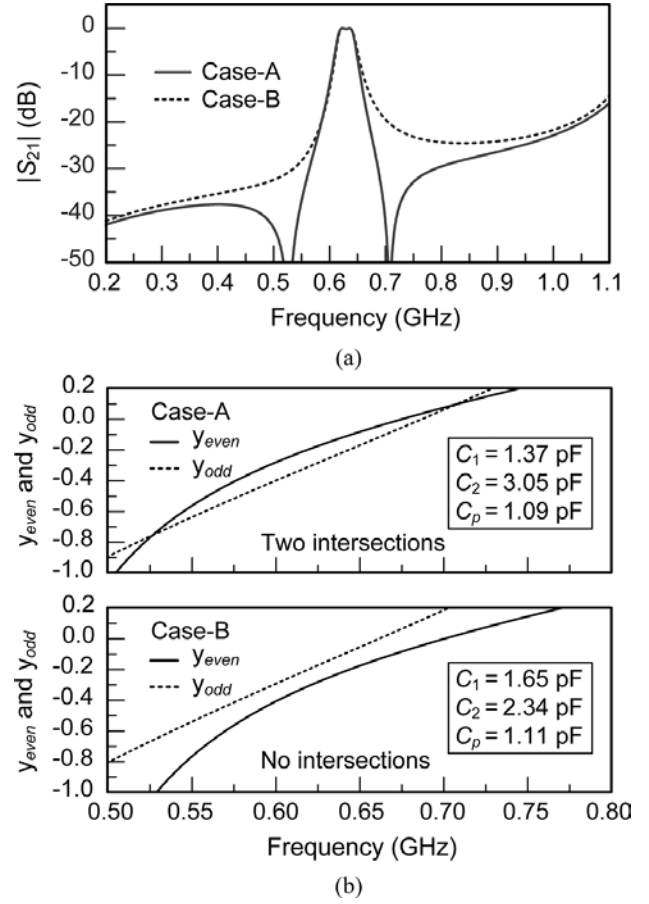 0
-10
-20
-30
-40
-50
|S21| (dB)
Case-A
Case-B
0.2 0.3 0.4 0.5 0.6 0.7 0.8 0.9 1.0 1.1
Frequency (GHz)
(a)
0.2
0.0
-0.2
-0.4
-0.6
-0.8
-1.0
yeven and yodd
Case-A
yeven
yodd
C1 = 1.37 pF
C2 = 3.05 pF
Cp = 1.09 pF
Two intersections
0.2
0.0
-0.2
-0.4
-0.6
-0.8
-1.0
yeven and yodd
Case-B
yeven
yodd
C1 = 1.65 pF
C2 = 2.34 pF
Cp = 1.11 pF
No intersections
0.50 0.55 0.60 0.65 0.70 0.75 0.80
Frequency (GHz)
(b)